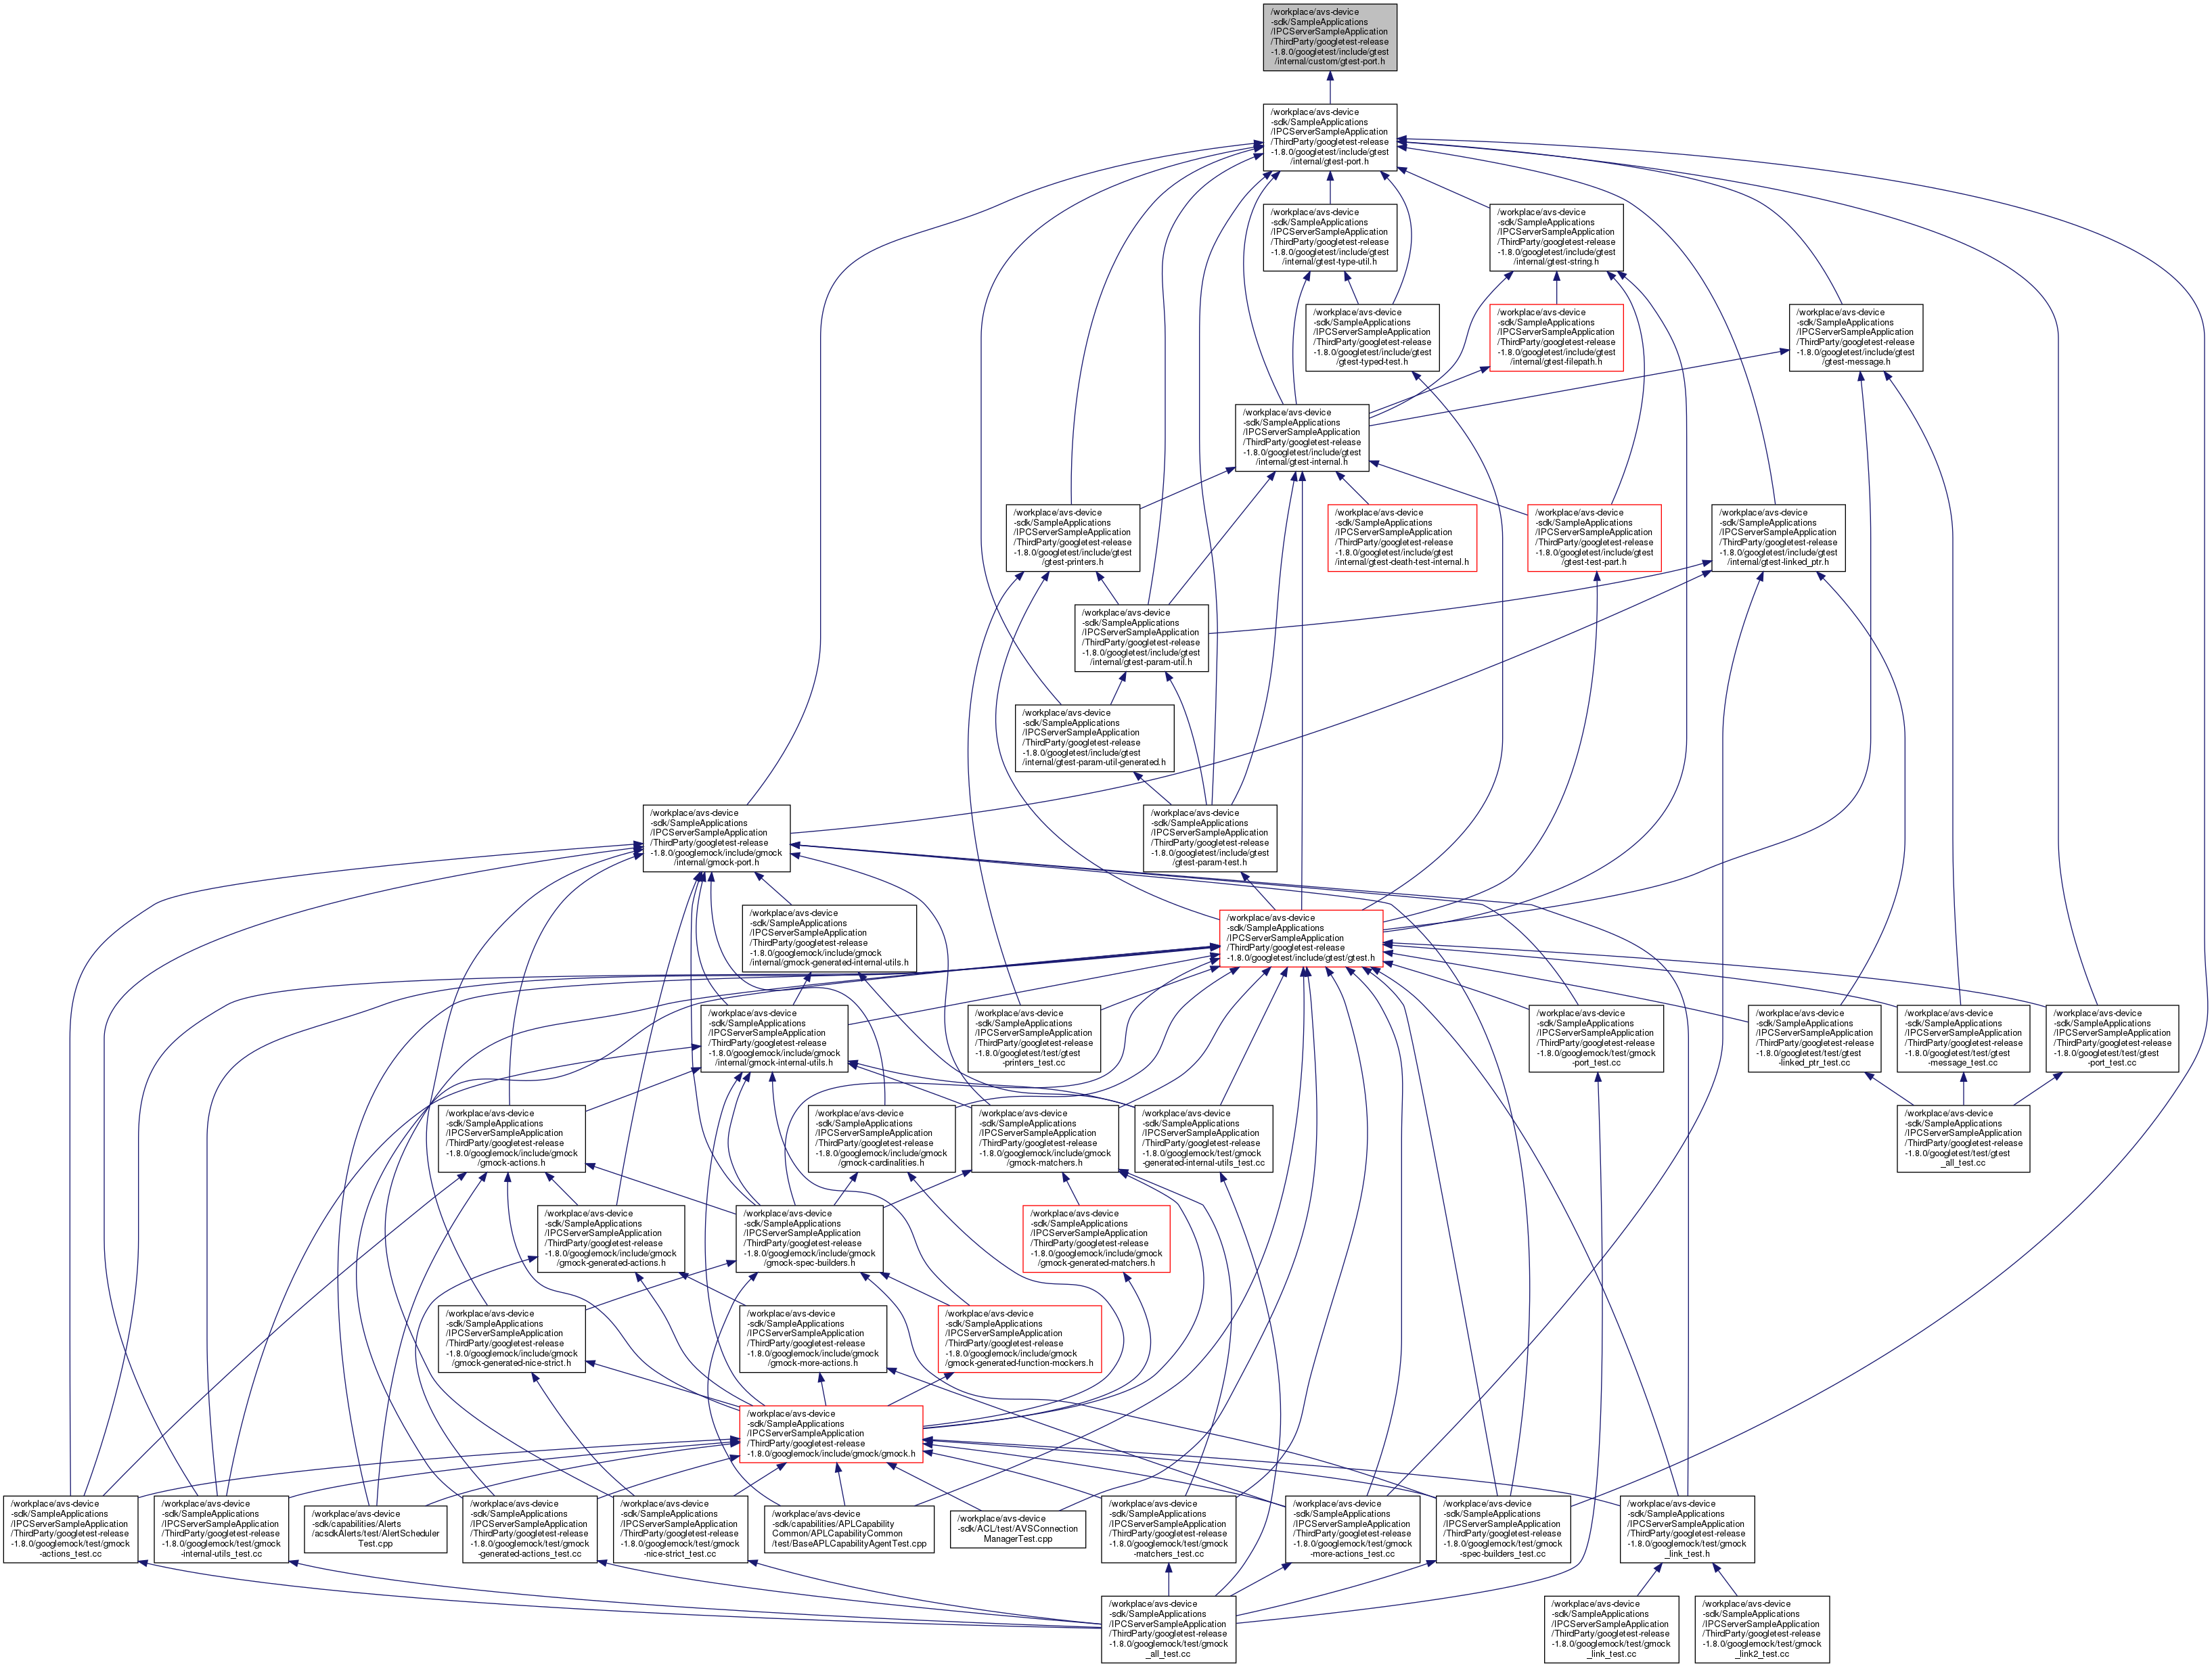 /workplace/avs-device
-sdk/SampleApplications
/IPCServerSampleApplication
/ThirdParty/googletest-release
-1.8.0/googletest/include/gtest
/internal/custom/gtest-port.h
/workplace/avs-device
-sdk/SampleApplications
/IPCServerSampleApplication
/ThirdParty/googletest-release
-1.8.0/googletest/include/gtest
/internal/gtest-port.h
/workplace/avs-device
-sdk/SampleApplications
/IPCServerSampleApplication
/ThirdParty/googletest-release
-1.8.0/googletest/include/gtest
/internal/gtest-type-util.h
/workplace/avs-device
-sdk/SampleApplications
/IPCServerSampleApplication
/ThirdParty/googletest-release
-1.8.0/googletest/include/gtest
/internal/gtest-string.h
/workplace/avs-device
-sdk/SampleApplications
/IPCServerSampleApplication
/ThirdParty/googletest-release
-1.8.0/googletest/include/gtest
/gtest-typed-test.h
/workplace/avs-device
-sdk/SampleApplications
/IPCServerSampleApplication
/ThirdParty/googletest-release
-1.8.0/googletest/include/gtest
/internal/gtest-filepath.h
/workplace/avs-device
-sdk/SampleApplications
/IPCServerSampleApplication
/ThirdParty/googletest-release
-1.8.0/googletest/include/gtest
/gtest-message.h
/workplace/avs-device
-sdk/SampleApplications
/IPCServerSampleApplication
/ThirdParty/googletest-release
-1.8.0/googletest/include/gtest
/internal/gtest-internal.h
/workplace/avs-device
-sdk/SampleApplications
/IPCServerSampleApplication
/ThirdParty/googletest-release
-1.8.0/googletest/include/gtest
/gtest-printers.h
/workplace/avs-device
-sdk/SampleApplications
/IPCServerSampleApplication
/ThirdParty/googletest-release
-1.8.0/googletest/include/gtest
/internal/gtest-death-test-internal.h
/workplace/avs-device
-sdk/SampleApplications
/IPCServerSampleApplication
/ThirdParty/googletest-release
-1.8.0/googletest/include/gtest
/gtest-test-part.h
/workplace/avs-device
-sdk/SampleApplications
/IPCServerSampleApplication
/ThirdParty/googletest-release
-1.8.0/googletest/include/gtest
/internal/gtest-linked_ptr.h
/workplace/avs-device
-sdk/SampleApplications
/IPCServerSampleApplication
/ThirdParty/googletest-release
-1.8.0/googletest/include/gtest
/internal/gtest-param-util.h
/workplace/avs-device
-sdk/SampleApplications
/IPCServerSampleApplication
/ThirdParty/googletest-release
-1.8.0/googletest/include/gtest
/internal/gtest-param-util-generated.h
/workplace/avs-device
-sdk/SampleApplications
/IPCServerSampleApplication
/ThirdParty/googletest-release
-1.8.0/googlemock/include/gmock
/internal/gmock-port.h
/workplace/avs-device
-sdk/SampleApplications
/IPCServerSampleApplication
/ThirdParty/googletest-release
-1.8.0/googletest/include/gtest
/gtest-param-test.h
/workplace/avs-device
-sdk/SampleApplications
/IPCServerSampleApplication
/ThirdParty/googletest-release
-1.8.0/googlemock/include/gmock
/internal/gmock-generated-internal-utils.h
/workplace/avs-device
-sdk/SampleApplications
/IPCServerSampleApplication
/ThirdParty/googletest-release
-1.8.0/googletest/include/gtest/gtest.h
/workplace/avs-device
-sdk/SampleApplications
/IPCServerSampleApplication
/ThirdParty/googletest-release
-1.8.0/googlemock/include/gmock
/internal/gmock-internal-utils.h
/workplace/avs-device
-sdk/SampleApplications
/IPCServerSampleApplication
/ThirdParty/googletest-release
-1.8.0/googletest/test/gtest
-printers_test.cc
/workplace/avs-device
-sdk/SampleApplications
/IPCServerSampleApplication
/ThirdParty/googletest-release
-1.8.0/googlemock/test/gmock
-port_test.cc
/workplace/avs-device
-sdk/SampleApplications
/IPCServerSampleApplication
/ThirdParty/googletest-release
-1.8.0/googletest/test/gtest
-linked_ptr_test.cc
/workplace/avs-device
-sdk/SampleApplications
/IPCServerSampleApplication
/ThirdParty/googletest-release
-1.8.0/googletest/test/gtest
-message_test.cc
/workplace/avs-device
-sdk/SampleApplications
/IPCServerSampleApplication
/ThirdParty/googletest-release
-1.8.0/googletest/test/gtest
-port_test.cc
/workplace/avs-device
-sdk/SampleApplications
/IPCServerSampleApplication
/ThirdParty/googletest-release
-1.8.0/googlemock/include/gmock
/gmock-actions.h
/workplace/avs-device
-sdk/SampleApplications
/IPCServerSampleApplication
/ThirdParty/googletest-release
-1.8.0/googlemock/include/gmock
/gmock-cardinalities.h
/workplace/avs-device
-sdk/SampleApplications
/IPCServerSampleApplication
/ThirdParty/googletest-release
-1.8.0/googlemock/include/gmock
/gmock-matchers.h
/workplace/avs-device
-sdk/SampleApplications
/IPCServerSampleApplication
/ThirdParty/googletest-release
-1.8.0/googlemock/test/gmock
-generated-internal-utils_test.cc
/workplace/avs-device
-sdk/SampleApplications
/IPCServerSampleApplication
/ThirdParty/googletest-release
-1.8.0/googletest/test/gtest
_all_test.cc
/workplace/avs-device
-sdk/SampleApplications
/IPCServerSampleApplication
/ThirdParty/googletest-release
-1.8.0/googlemock/include/gmock
/gmock-generated-actions.h
/workplace/avs-device
-sdk/SampleApplications
/IPCServerSampleApplication
/ThirdParty/googletest-release
-1.8.0/googlemock/include/gmock
/gmock-spec-builders.h
/workplace/avs-device
-sdk/SampleApplications
/IPCServerSampleApplication
/ThirdParty/googletest-release
-1.8.0/googlemock/include/gmock
/gmock-generated-matchers.h
/workplace/avs-device
-sdk/SampleApplications
/IPCServerSampleApplication
/ThirdParty/googletest-release
-1.8.0/googlemock/include/gmock
/gmock-generated-nice-strict.h
/workplace/avs-device
-sdk/SampleApplications
/IPCServerSampleApplication
/ThirdParty/googletest-release
-1.8.0/googlemock/include/gmock
/gmock-more-actions.h
/workplace/avs-device
-sdk/SampleApplications
/IPCServerSampleApplication
/ThirdParty/googletest-release
-1.8.0/googlemock/include/gmock
/gmock-generated-function-mockers.h
/workplace/avs-device
-sdk/SampleApplications
/IPCServerSampleApplication
/ThirdParty/googletest-release
-1.8.0/googlemock/include/gmock/gmock.h
/workplace/avs-device
-sdk/SampleApplications
/IPCServerSampleApplication
/ThirdParty/googletest-release
-1.8.0/googlemock/test/gmock
-actions_test.cc
/workplace/avs-device
-sdk/SampleApplications
/IPCServerSampleApplication
/ThirdParty/googletest-release
-1.8.0/googlemock/test/gmock
-internal-utils_test.cc
/workplace/avs-device
-sdk/capabilities/Alerts
/acsdkAlerts/test/AlertScheduler
Test.cpp
/workplace/avs-device
-sdk/SampleApplications
/IPCServerSampleApplication
/ThirdParty/googletest-release
-1.8.0/googlemock/test/gmock
-generated-actions_test.cc
/workplace/avs-device
-sdk/SampleApplications
/IPCServerSampleApplication
/ThirdParty/googletest-release
-1.8.0/googlemock/test/gmock
-nice-strict_test.cc
/workplace/avs-device
-sdk/capabilities/APLCapability
Common/APLCapabilityCommon
/test/BaseAPLCapabilityAgentTest.cpp
/workplace/avs-device
-sdk/ACL/test/AVSConnection
ManagerTest.cpp
/workplace/avs-device
-sdk/SampleApplications
/IPCServerSampleApplication
/ThirdParty/googletest-release
-1.8.0/googlemock/test/gmock
-matchers_test.cc
/workplace/avs-device
-sdk/SampleApplications
/IPCServerSampleApplication
/ThirdParty/googletest-release
-1.8.0/googlemock/test/gmock
-more-actions_test.cc
/workplace/avs-device
-sdk/SampleApplications
/IPCServerSampleApplication
/ThirdParty/googletest-release
-1.8.0/googlemock/test/gmock
-spec-builders_test.cc
/workplace/avs-device
-sdk/SampleApplications
/IPCServerSampleApplication
/ThirdParty/googletest-release
-1.8.0/googlemock/test/gmock
_link_test.h
/workplace/avs-device
-sdk/SampleApplications
/IPCServerSampleApplication
/ThirdParty/googletest-release
-1.8.0/googlemock/test/gmock
_all_test.cc
/workplace/avs-device
-sdk/SampleApplications
/IPCServerSampleApplication
/ThirdParty/googletest-release
-1.8.0/googlemock/test/gmock
_link_test.cc
/workplace/avs-device
-sdk/SampleApplications
/IPCServerSampleApplication
/ThirdParty/googletest-release
-1.8.0/googlemock/test/gmock
_link2_test.cc